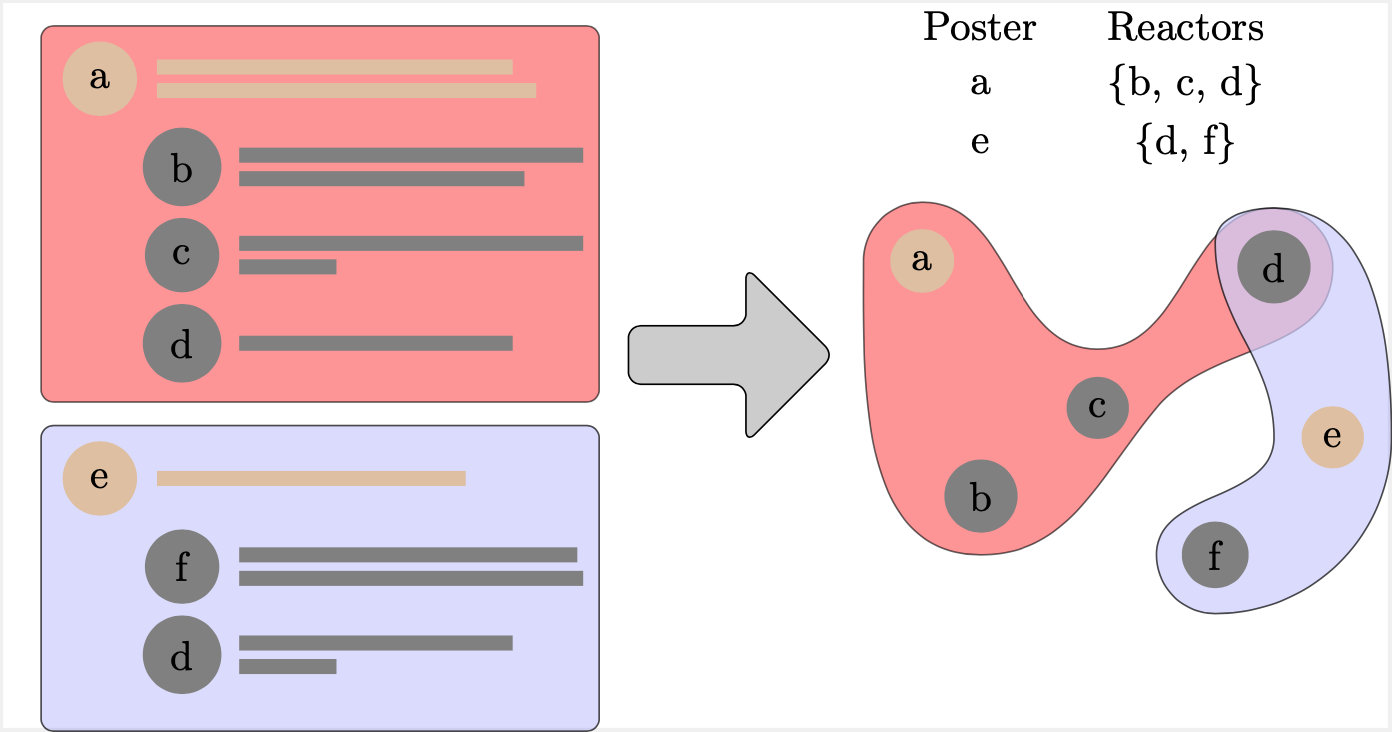 a
b
c
d
e
f
d
Poster Reactors
a {b, c, d}
e {d, f}
a
d
c
e
b
f